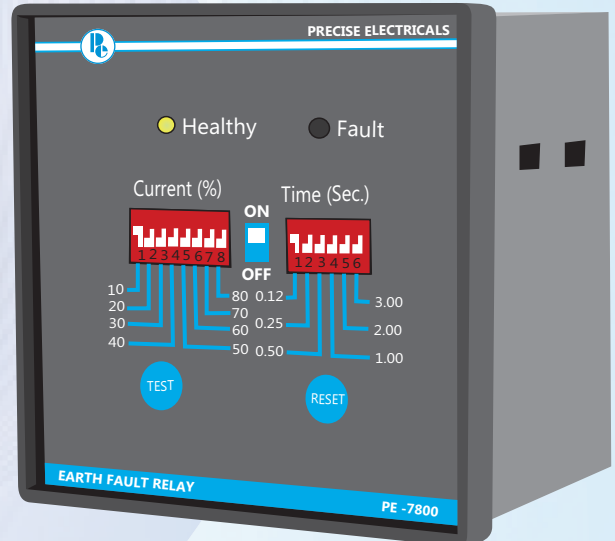 PRECISE ELECTRICALS
Pe
Healthy Fault
Current (%) ON Time (Sec.)
12345678 123456
OFF
10 80 0.12 3.00
20 70
30 60 0.25 2.00
40 50 0.50 1.00
TEST RESET
EARTH FAULT RELAY
PE -7800